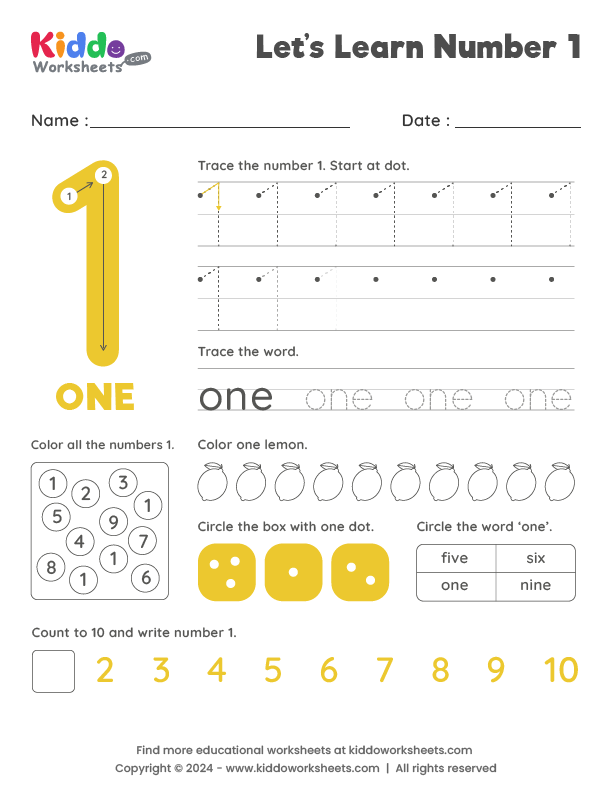 Kiddo
Worksheets.com
Let's Learn Number 1
Name :
Date :
1
2
ONE
Trace the number 1. Start at dot.
Trace the word.
one one one one
Color all the numbers 1.
1
2
3
1
5
9
4
7
1
8
1
6
Color one lemon.
Circle the box with one dot.
Circle the word ‘one’.
five six
one nine
Count to 10 and write number 1.
2 3 4 5 6 7 8 9 10
Find more educational worksheets at kiddoworksheets.com
Copyright © 2024 - www.kiddoworksheets.com | All rights reserved